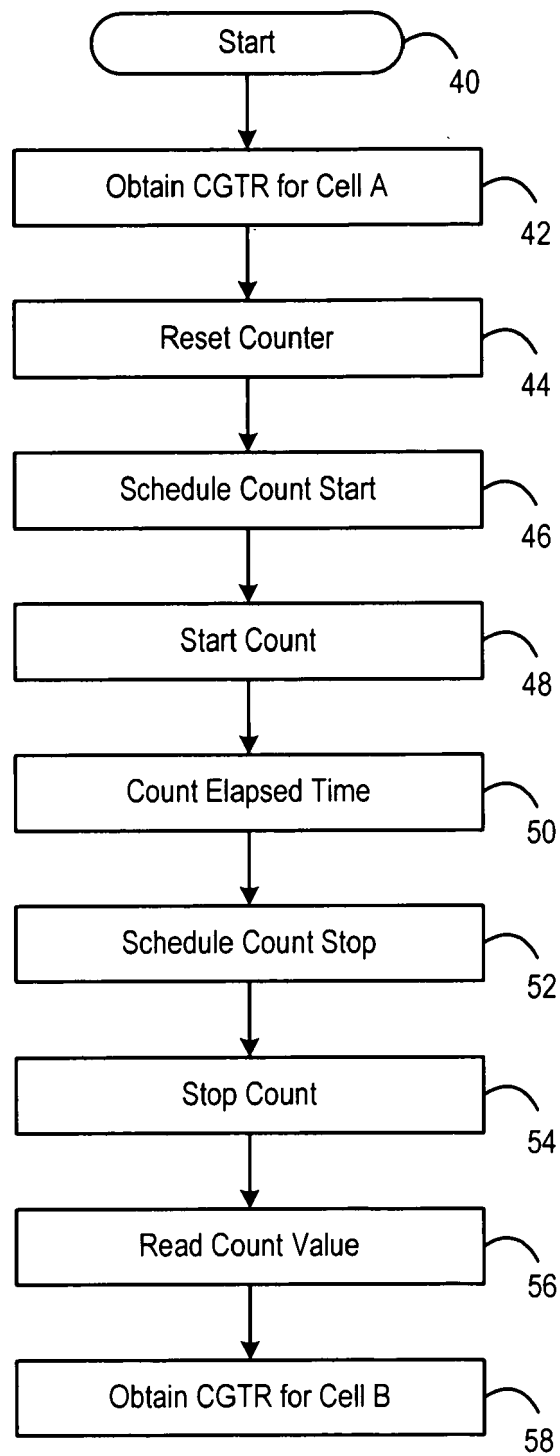 Start
40
Obtain CGTR for Cell A
42
Reset Counter
44
Schedule Count Start
46
Start Count
48
Count Elapsed Time
50
Schedule Count Stop
52
Stop Count
54
Read Count Value
56
Obtain CGTR for Cell B
58